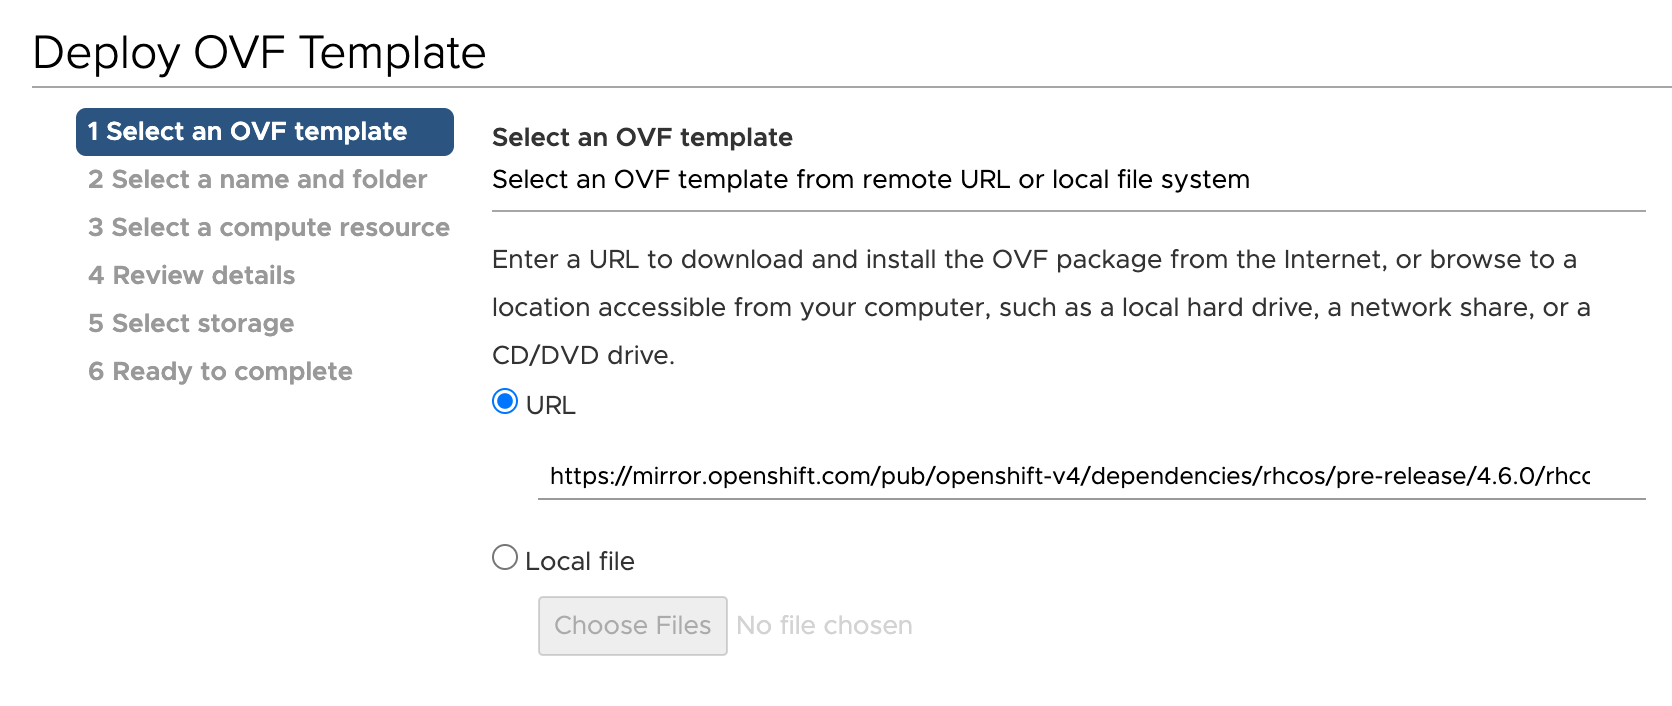 Deploy OVF Template
1 Select an OVF template
2 Select a name and folder
3 Select a compute resource
4 Review details
5 Select storage
6 Ready to complete
Select an OVF template
Select an OVF template from remote URL or local file system
Enter a URL to download and install the OVF package from the Internet, or browse to a
location accessible from your computer, such as a local hard drive, a network share, or a
CD/DVD drive.
URL
https://mirror.openshift.com/pub/openshift-v4/dependencies/rhcos/pre-release/4.6.0/rhcc
Local file
Choose Files No file chosen